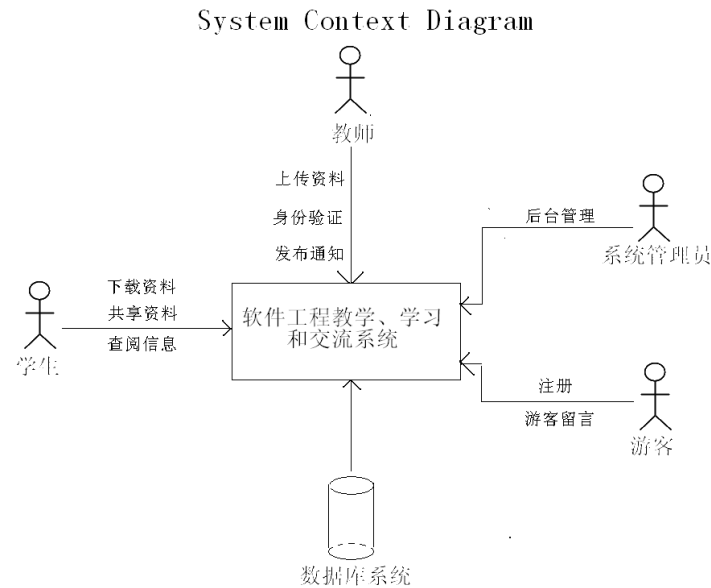 System Context Diagram
教师
上传资料
身份验证
发布通知
后台管理
系统管理员
下载资料
共享资料
查阅信息
学生
软件工程教学、学习
和交流系统
注册
游客留言
游客
数据库系统